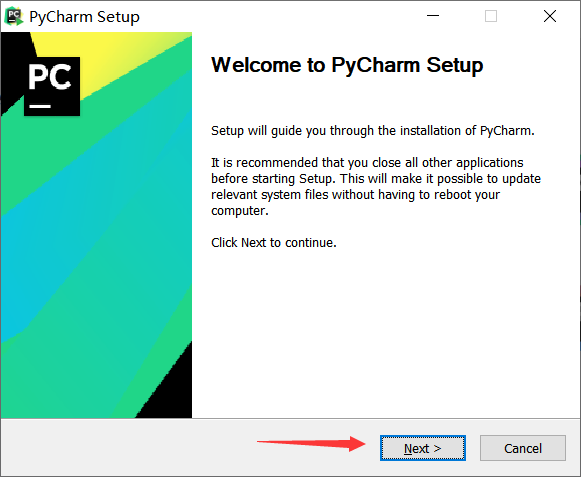 PyCharm Setup
PC
Welcome to PyCharm Setup
Setup will guide you through the installation of PyCharm.
It is recommended that you close all other applications
before starting Setup. This will make it possible to update
relevant system files without having to reboot your
computer.
Click Next to continue.
Next >
Cancel